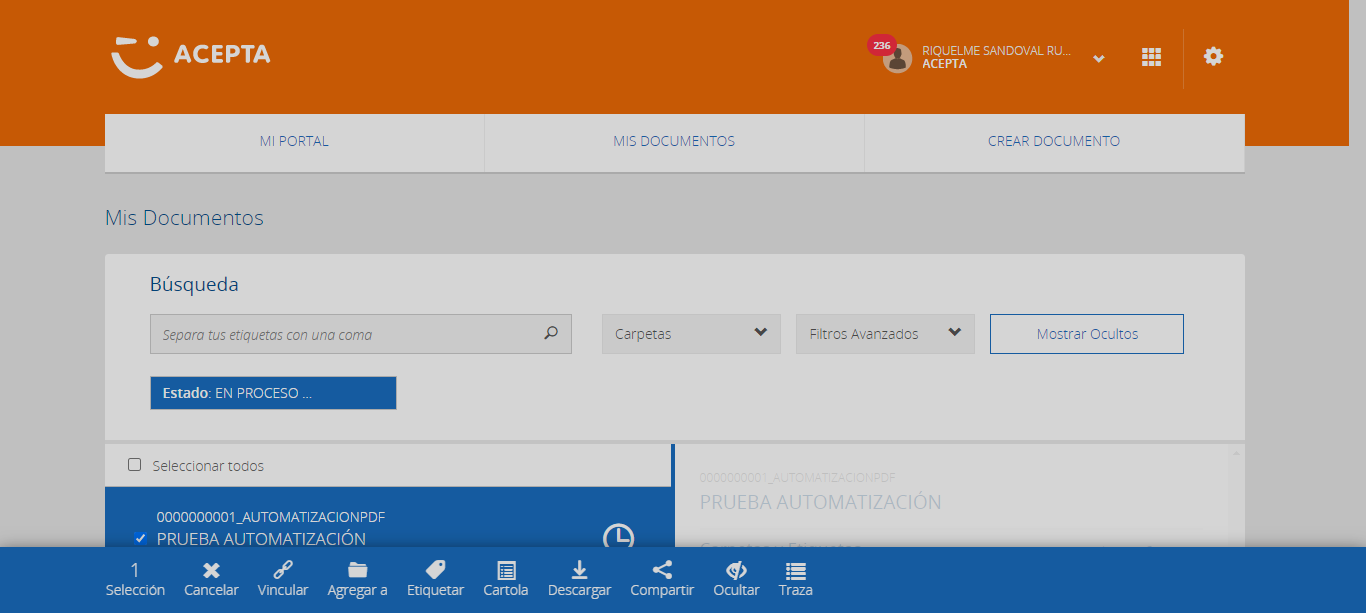 ACEPTA
236
RIQUELME SANDOVAL RU...
ACEPTA
MI PORTAL
MIS DOCUMENTOS
CREAR DOCUMENTO
Mis Documentos
Búsqueda
Separa tus etiquetas con una coma
Carpetas
Filtros Avanzados
Mostrar Ocultos
Estado: EN PROCESO ...
Seleccionar todos
0000000001_AUTOMATIZACIONPDF
PRUEBA AUTOMATIZACIÓN
0000000001_AUTOMATIZACIONPDF
PRUEBA AUTOMATIZACIÓN
Carpetas y Etiquetas
1
Selección
Cancelar
Vincular
Agregar a
Etiquetar
Cartola
Descargar
Compartir
Ocultar
Traza